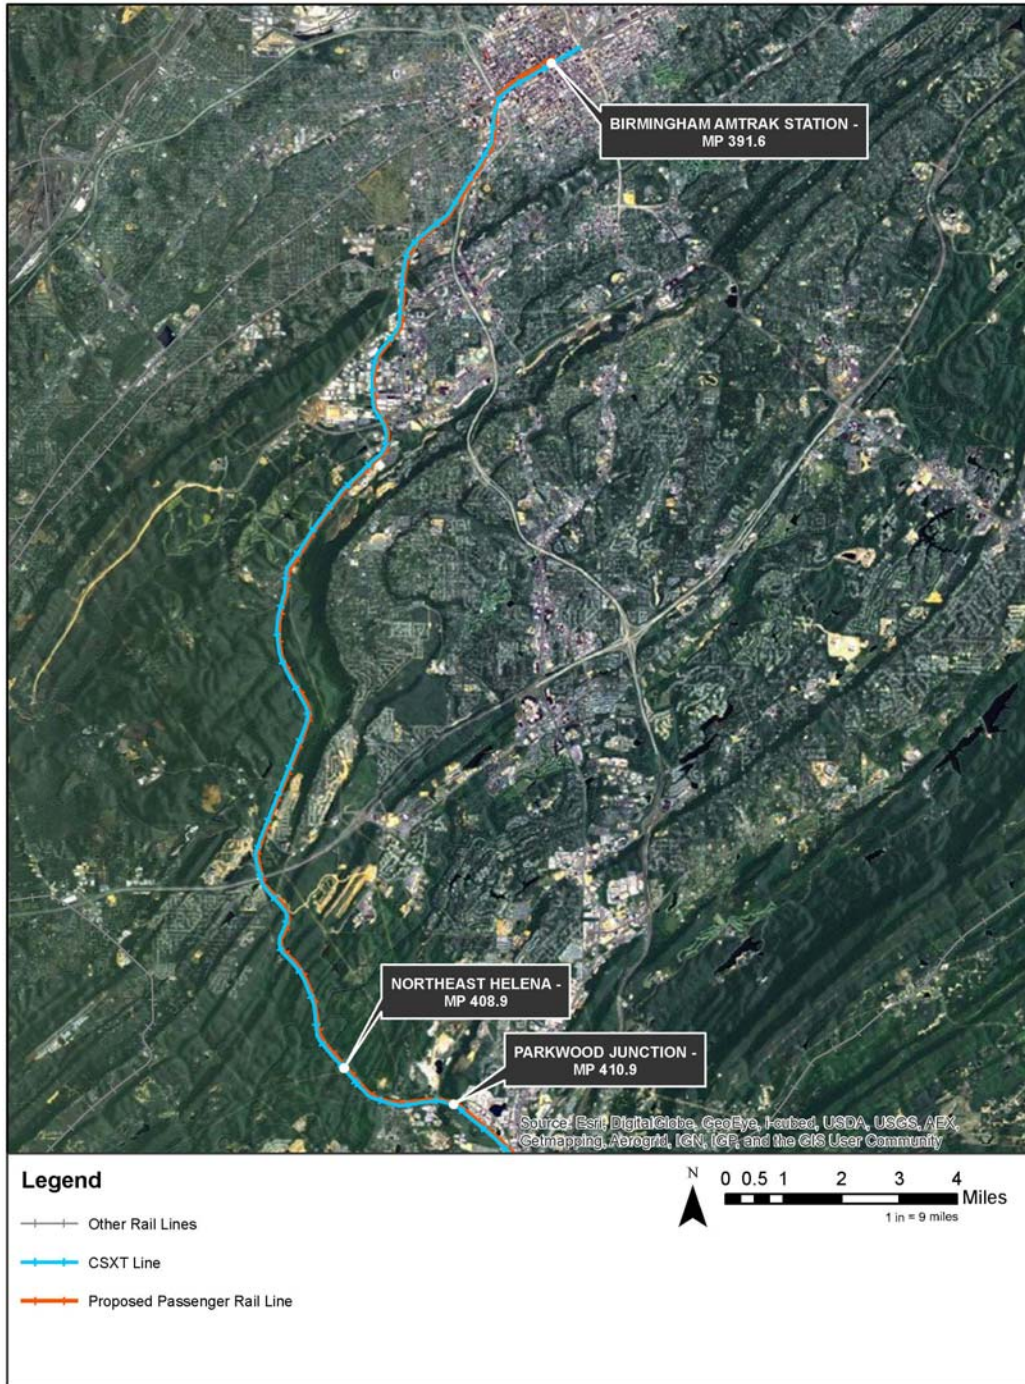 BIRMINGHAM AMTRAK STATION -
MP 391.6
NORTHEAST HELENA -
MP 408.9
PARKWOOD JUNCTION -
MP 410.9
Source: Esri, DigitalGlobe, GeoEye, i-cubed, USDA, USGS, AEX,
Getmapping, Aerogrid, IGN, IGP, and the GIS User Community
Legend
Other Rail Lines
CSXT Line
Proposed Passenger Rail Line
N
0 0.5 1 2 3 4
Miles
1 in = 9 miles